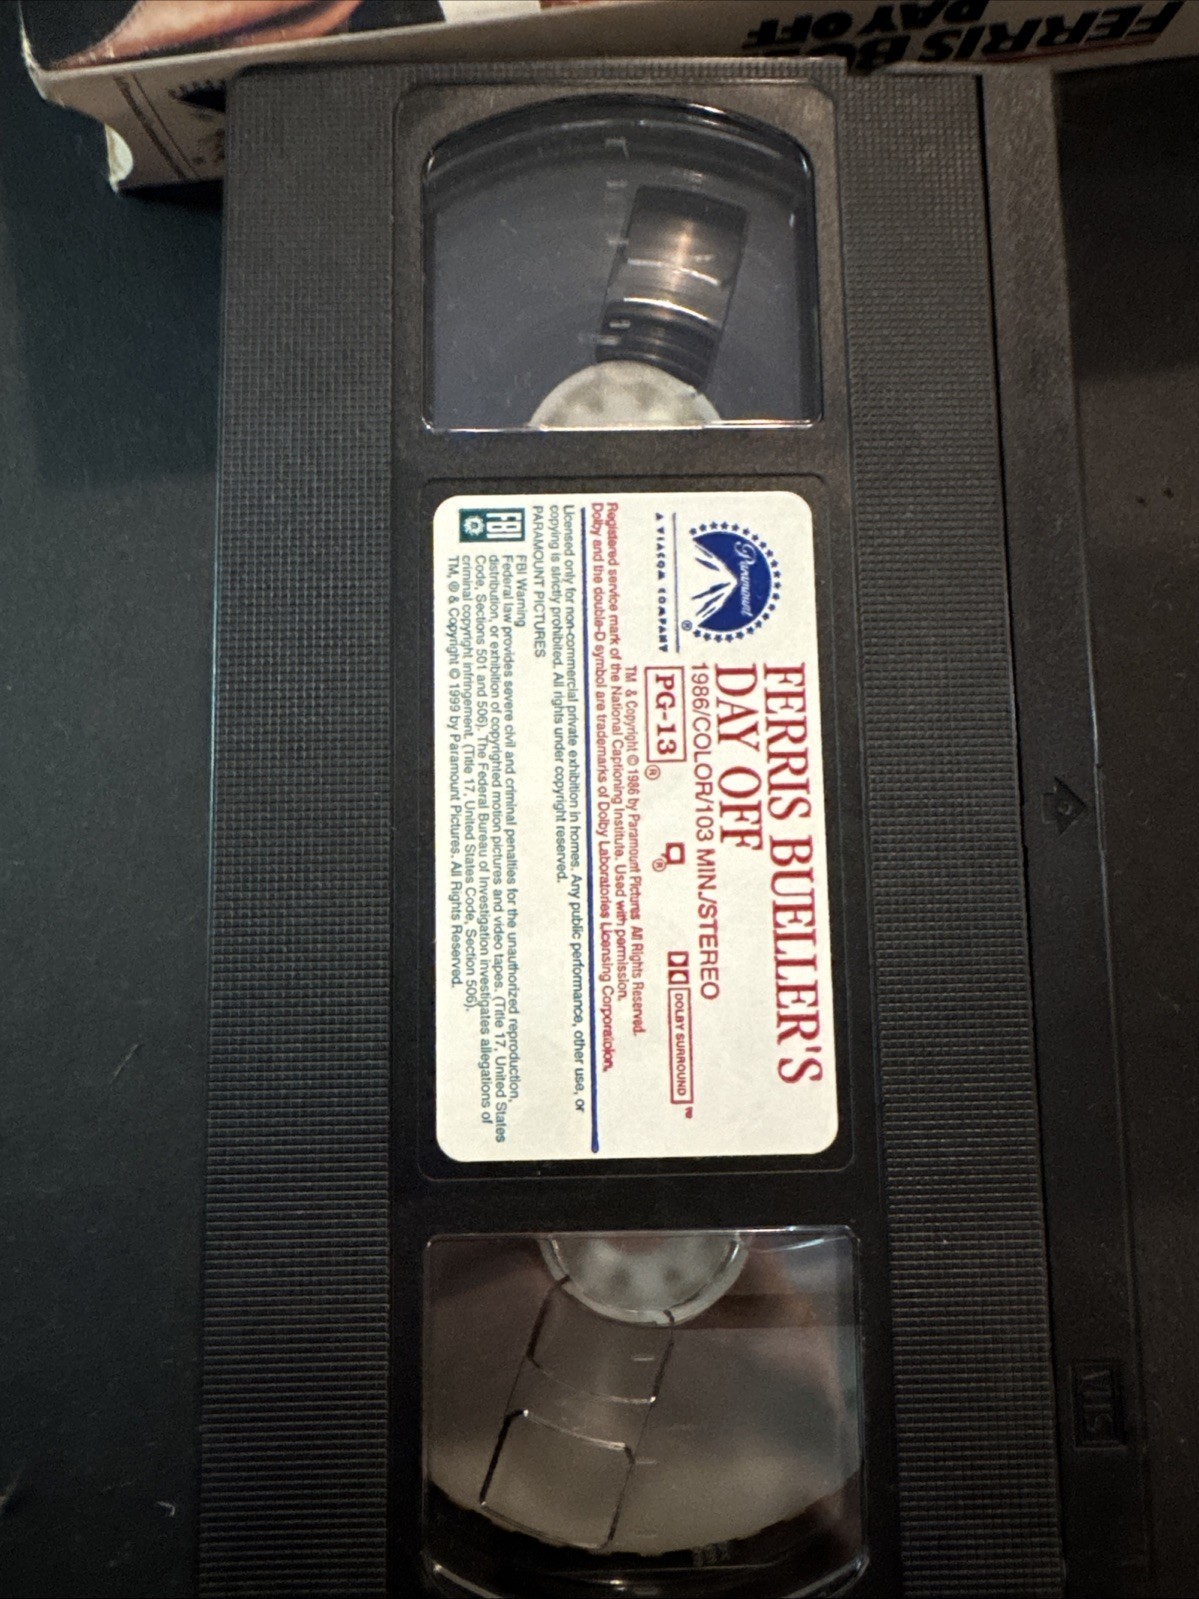 FERRIS BUELLER'S
DAY OFF
FERRIS BUELLER'S
DAY OFF
1986/COLOR/103 MIN./STEREO
Paramount
®
A VIACOM COMPANY
PG-13 ®
®
DOLBY SURROUND ™
TM & Copyright © 1986 by Paramount Pictures. All Rights Reserved.
Registered service mark of the National Captioning Institute. Used with permission.
Dolby and the double-D symbol are trademarks of Dolby Laboratories Licensing Corporation.
Licensed only for non-commercial private exhibition in homes. Any public performance, other use, or
copying is strictly prohibited. All rights under copyright reserved.
PARAMOUNT PICTURES
FBI
FBI Warning
Federal law provides severe civil and criminal penalties for the unauthorized reproduction,
distribution, or exhibition of copyrighted motion pictures and video tapes. (Title 17, United States
Code, Sections 501 and 506). The Federal Bureau of Investigation investigates allegations of
criminal copyright infringement. (Title 17, United States Code, Section 506).
TM, ® & Copyright © 1999 by Paramount Pictures. All Rights Reserved.